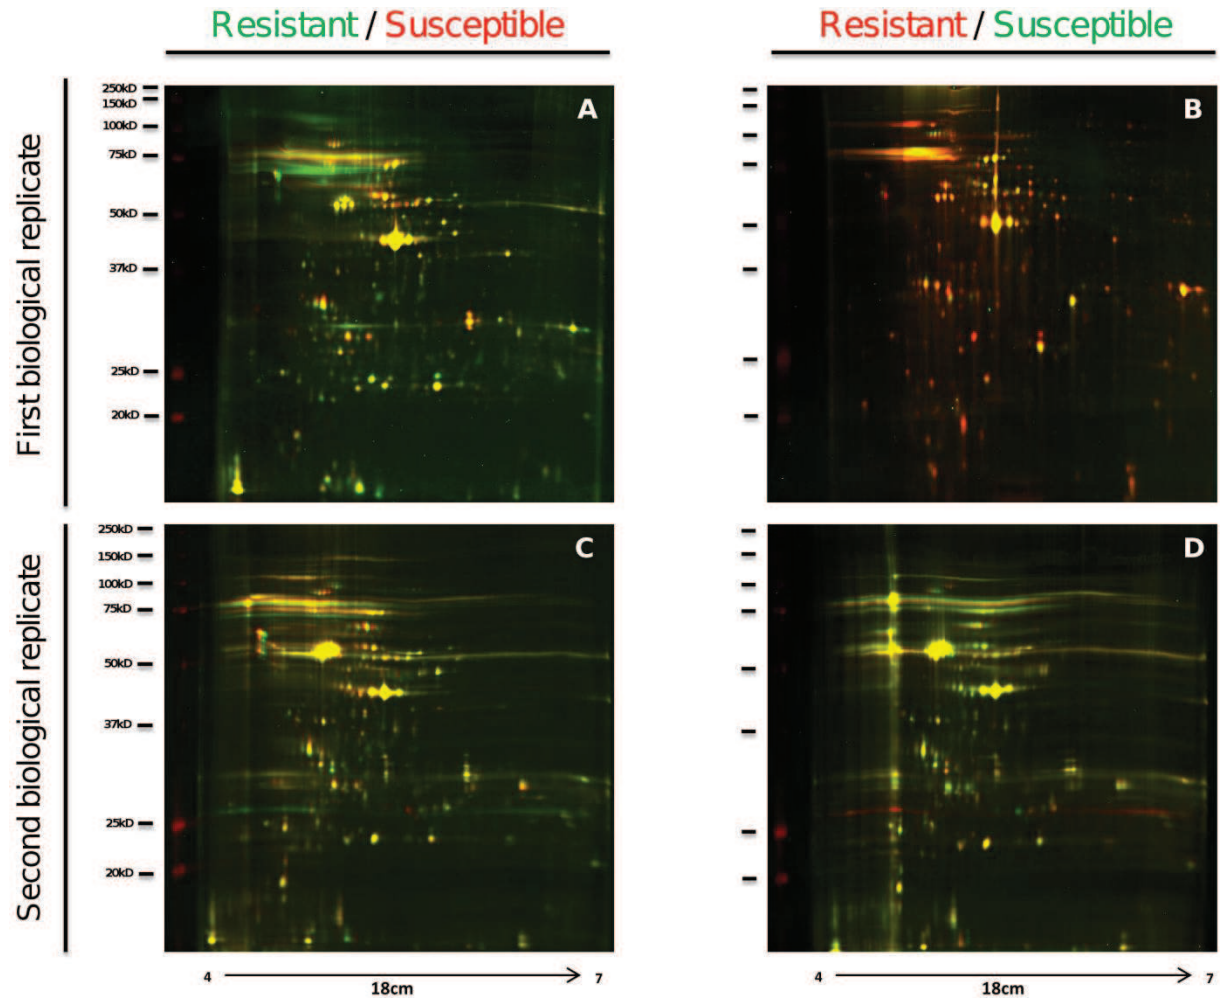 Resistant / Susceptible
Resistant / Susceptible
First biological replicate
250kD
150kD
100kD
75kD
50kD
37kD
25kD
20kD
A
B
Second biological replicate
250kD
150kD
100kD
75kD
50kD
37kD
25kD
20kD
C
D
4
18cm
7
4
18cm
7